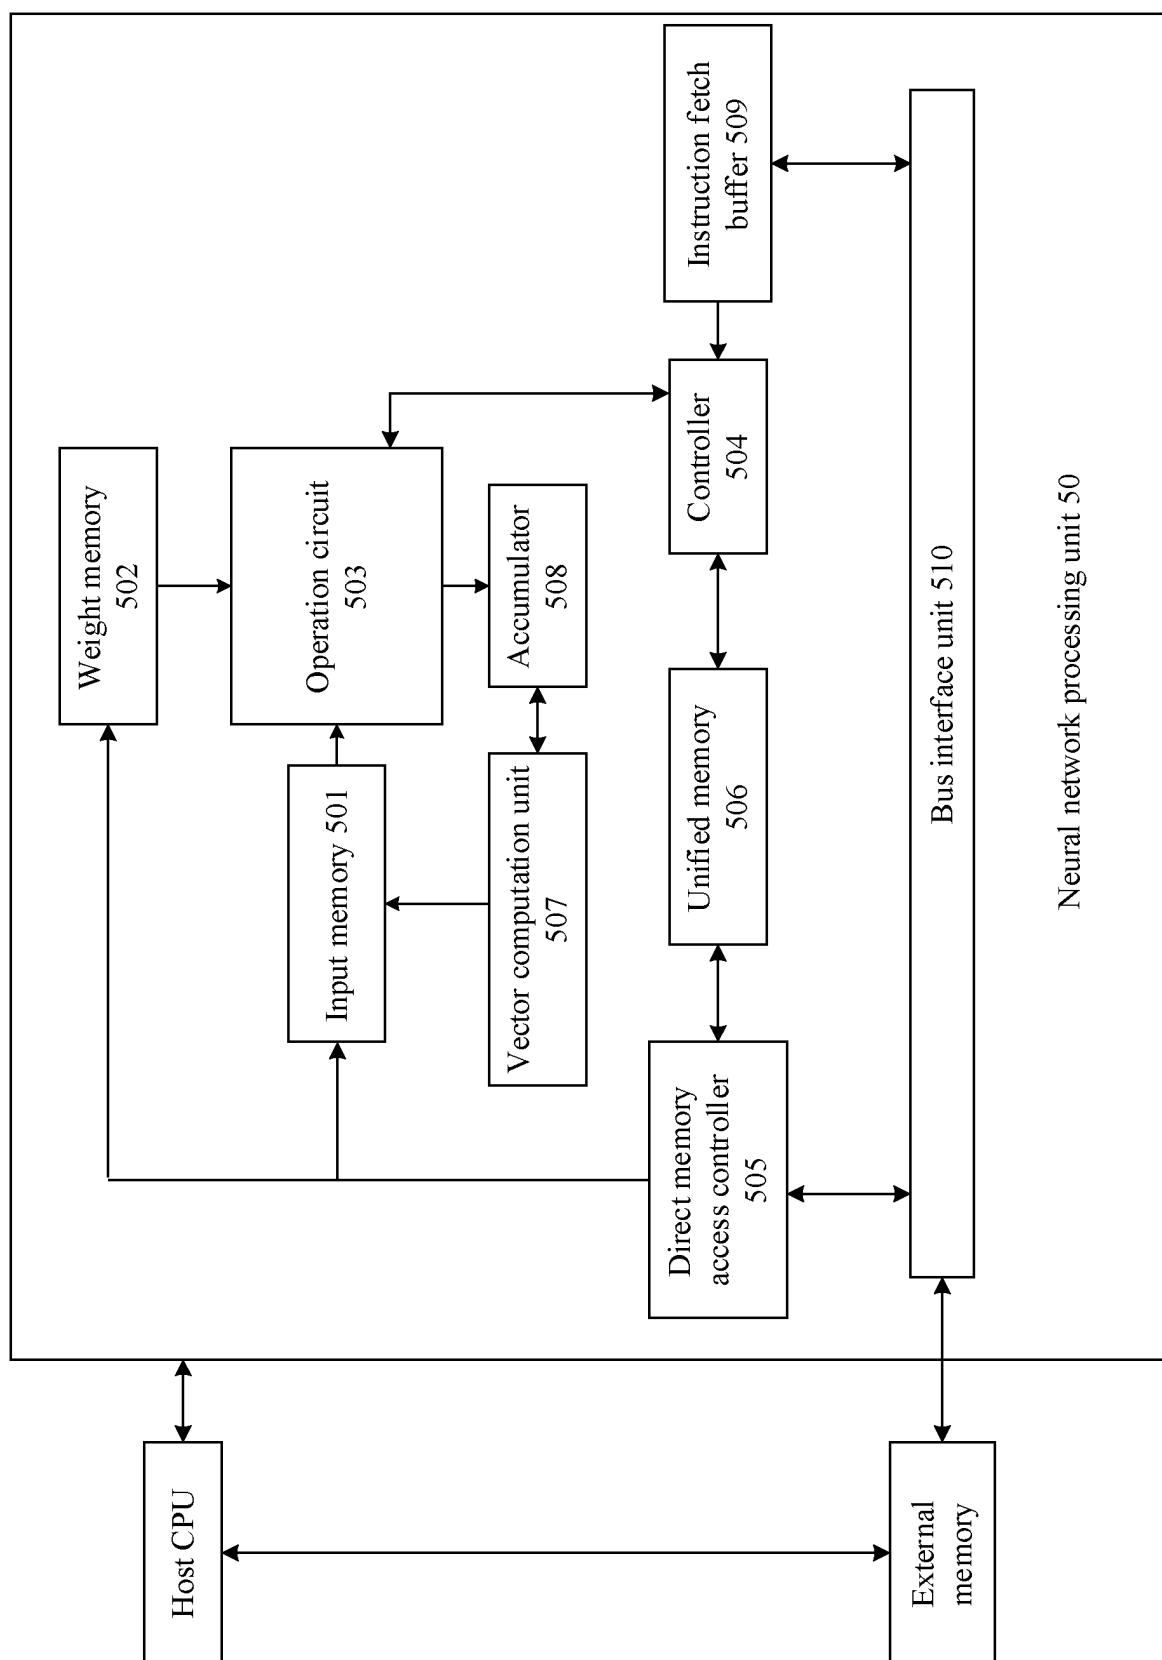 Host CPU
External
memory
Weight memory
502
Input memory 501
Operation circuit
503
Vector computation unit
507
Accumulator
508
Direct memory
access controller
505
Unified memory
506
Controller
504
Instruction fetch
buffer 509
Bus interface unit 510
Neural network processing unit 50